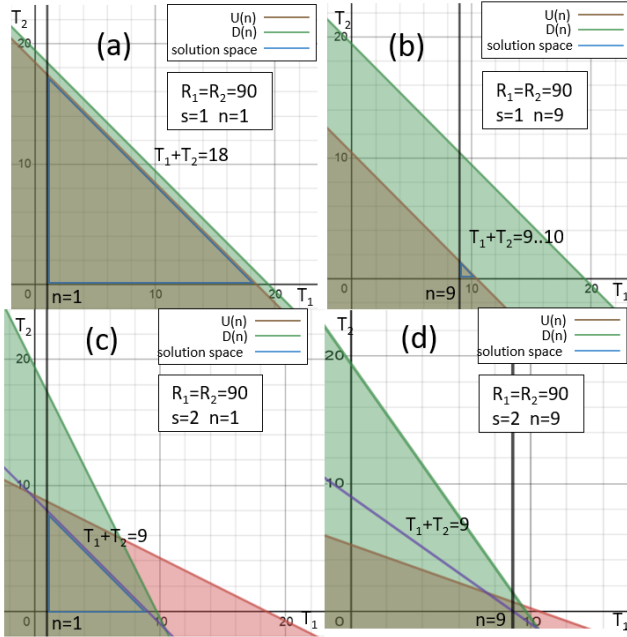 T₂
(a)
U(n)
D(n)
solution space
20
R₁=R₂=90
s=1 n=1
T₁+T₂=18
10
0
n=1
10
20
T₁
T₂
(b)
U(n)
D(n)
solution space
20
R₁=R₂=90
s=1 n=9
10
T₁+T₂=9..10
0
n=9
10
20
T₁
T₂
(c)
U(n)
D(n)
solution space
20
R₁=R₂=90
s=2 n=1
10
T₁+T₂=9
0
n=1
10
20
T₁
T₂
(d)
U(n)
D(n)
solution space
20
R₁=R₂=90
s=2 n=9
10
T₁+T₂=9
0
n=9
10
T₁